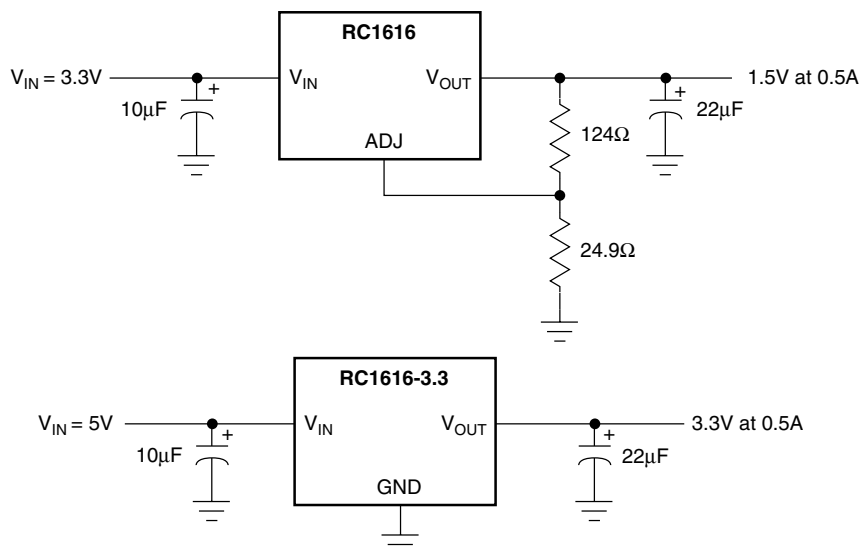 RC1616
V_IN = 3.3V
V_IN
V_OUT
1.5V at 0.5A
+
+
10μF
124Ω
22μF
ADJ
24.9Ω
RC1616-3.3
V_IN = 5V
V_IN
V_OUT
3.3V at 0.5A
+
+
10μF
22μF
GND